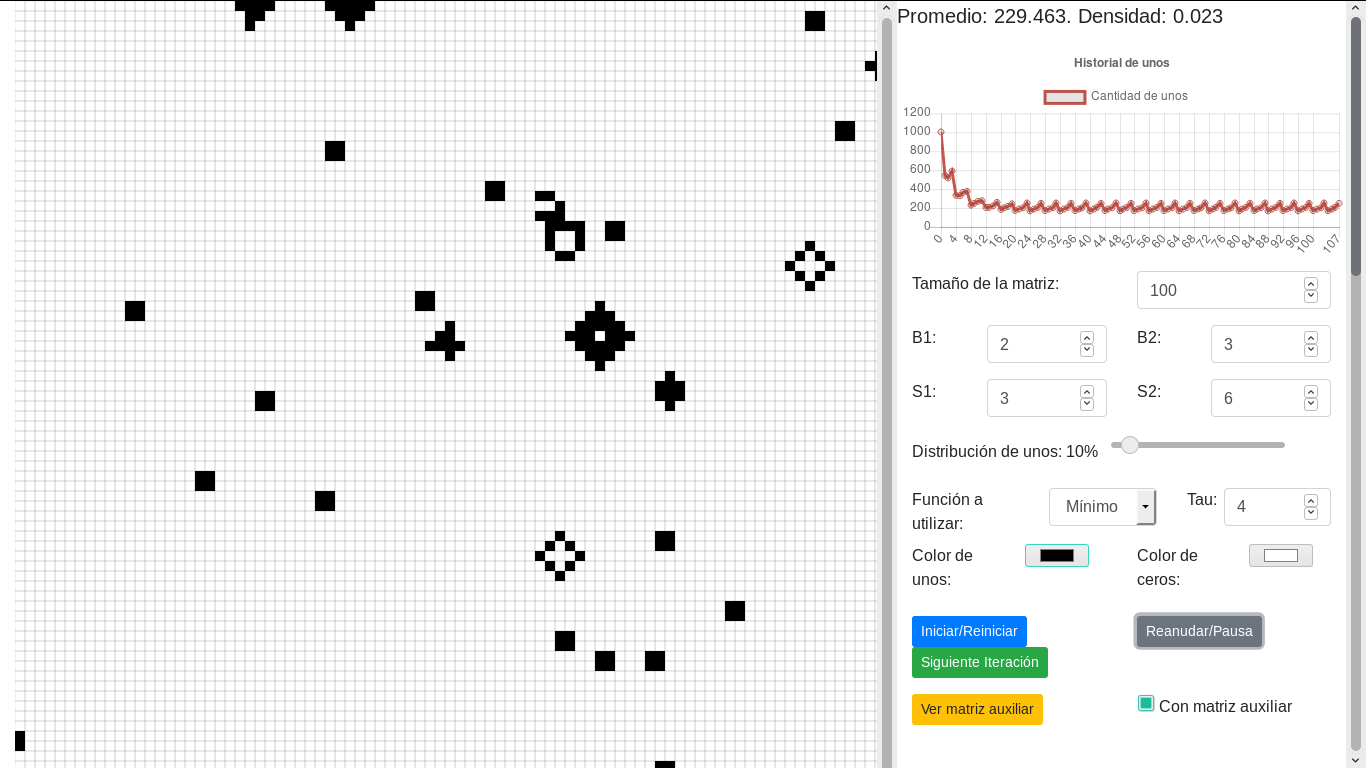 Promedio: 229.463. Densidad: 0.023
Historial de unos
Cantidad de unos
1200
1000
800
600
400
200
0
0 4 8 12 16 20 24 28 32 36 40 44 48 52 56 60 64 68 72 76 80 84 88 92 96 100 107
Tamaño de la matriz: 100
B1: 2 B2: 3
S1: 3 S2: 6
Distribución de unos: 10%
Función a utilizar: Mínimo Tau: 4
Color de unos: Color de ceros:
Iniciar/Reiniciar Reanudar/Pausa
Siguiente Iteración
Ver matriz auxiliar Con matriz auxiliar